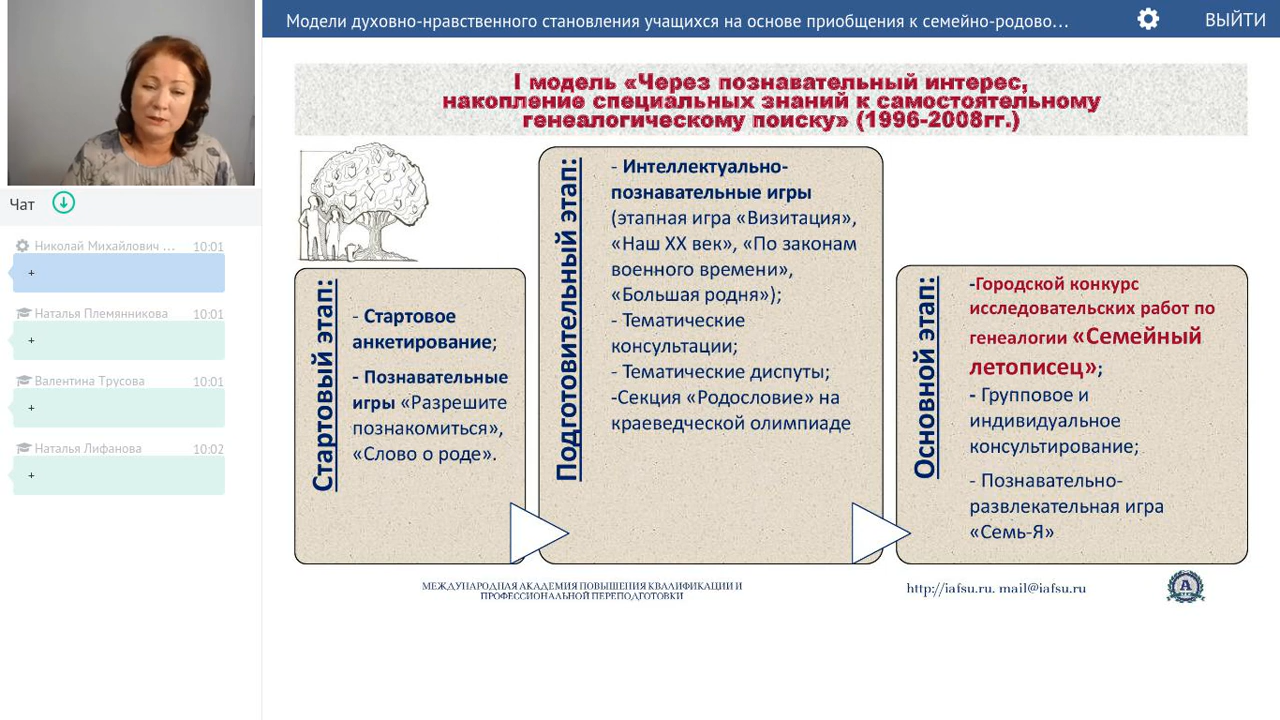 Модели духовно-нравственного становления учащихся на основе приобщения к семейно-родово...
ВЫЙТИ
Чат
Николай Михайлович ...
10:01
+
Наталья Племянникова
10:01
+
Валентина Трусова
10:01
+
Наталья Лифанова
10:02
+
I модель «Через познавательный интерес,
накопление специальных знаний к самостоятельному
генеалогическому поиску» (1996-2008гг.)
Стартовый этап:
- Стартовое
анкетирование;
- Познавательные
игры «Разрешите
познакомиться»,
«Слово о роде».
Подготовительный этап:
- Интеллектуально-
познавательные игры
(этапная игра «Визитация»,
«Наш XX век», «По законам
военного времени»,
«Большая родня»);
- Тематические
консультации;
- Тематические диспуты;
-Секция «Родословие» на
краеведческой олимпиаде
Основной этап:
-Городской конкурс
исследовательских работ по
генеалогии «Семейный
летописец»;
- Групповое и
индивидуальное
консультирование;
- Познавательно-
развлекательная игра
«Семь-Я»
МЕЖДУНАРОДНАЯ АКАДЕМИЯ ПОВЫШЕНИЯ КВАЛИФИКАЦИИ И
ПРОФЕССИОНАЛЬНОЙ ПЕРЕПОДГОТОВКИ
http://iafsu.ru. mail@iafsu.ru